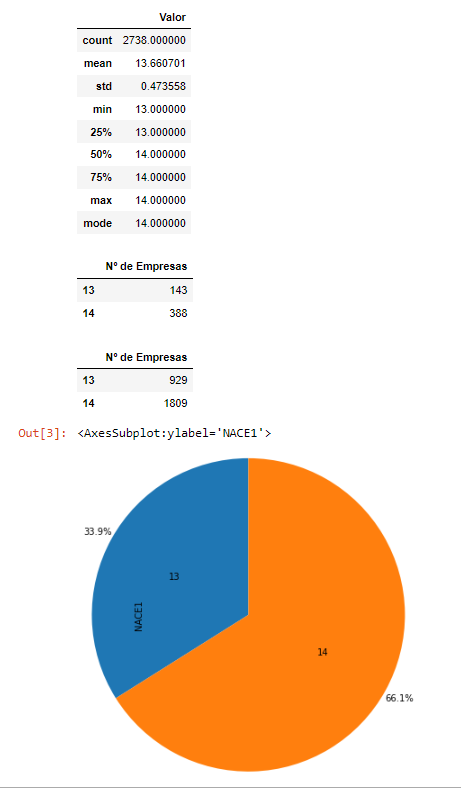 Valor
count 2738.000000
mean 13.660701
std 0.473558
min 13.000000
25% 13.000000
50% 14.000000
75% 14.000000
max 14.000000
mode 14.000000
Nº de Empresas
13 143
14 388
Nº de Empresas
13 929
14 1809
Out[3]: <AxesSubplot:ylabel='NACE1'>
33.9%
13
NACE1
14
66.1%